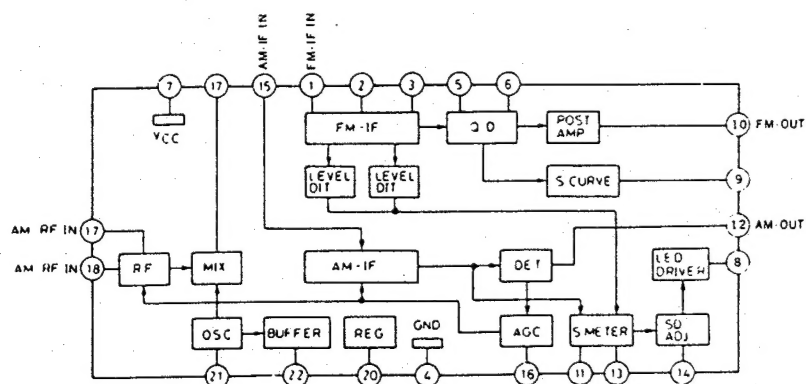 AM-IF IN
FM-IF IN
7
17
15
1
2
3
5
6
VCC
FM-IF
Q D
POST
AMP
10
FM-OUT
LEVEL
DIT
LEVEL
DIT
S CURVE
9
12
AM-OUT
AM RF IN
17
AM RF IN
18
RF
MIX
AM-IF
DET
LED
DRIVER
8
OSC
BUFFER
REG
GND
AGC
S METER
SD
ADJ
21
22
20
4
16
11
13
14